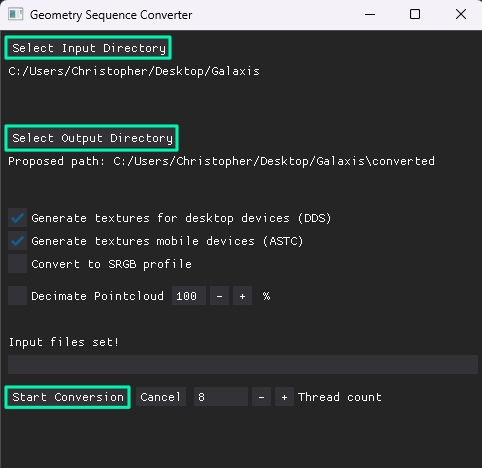 Geometry Sequence Converter
Select Input Directory
C:/Users/Christopher/Desktop/Galaxis
Select Output Directory
Proposed path: C:/Users/Christopher/Desktop/Galaxis\converted
Generate textures for desktop devices (DDS)
Generate textures mobile devices (ASTC)
Convert to SRGB profile
Decimate Pointcloud 100 - + %
Input files set!
Start Conversion Cancel 8 - + Thread count